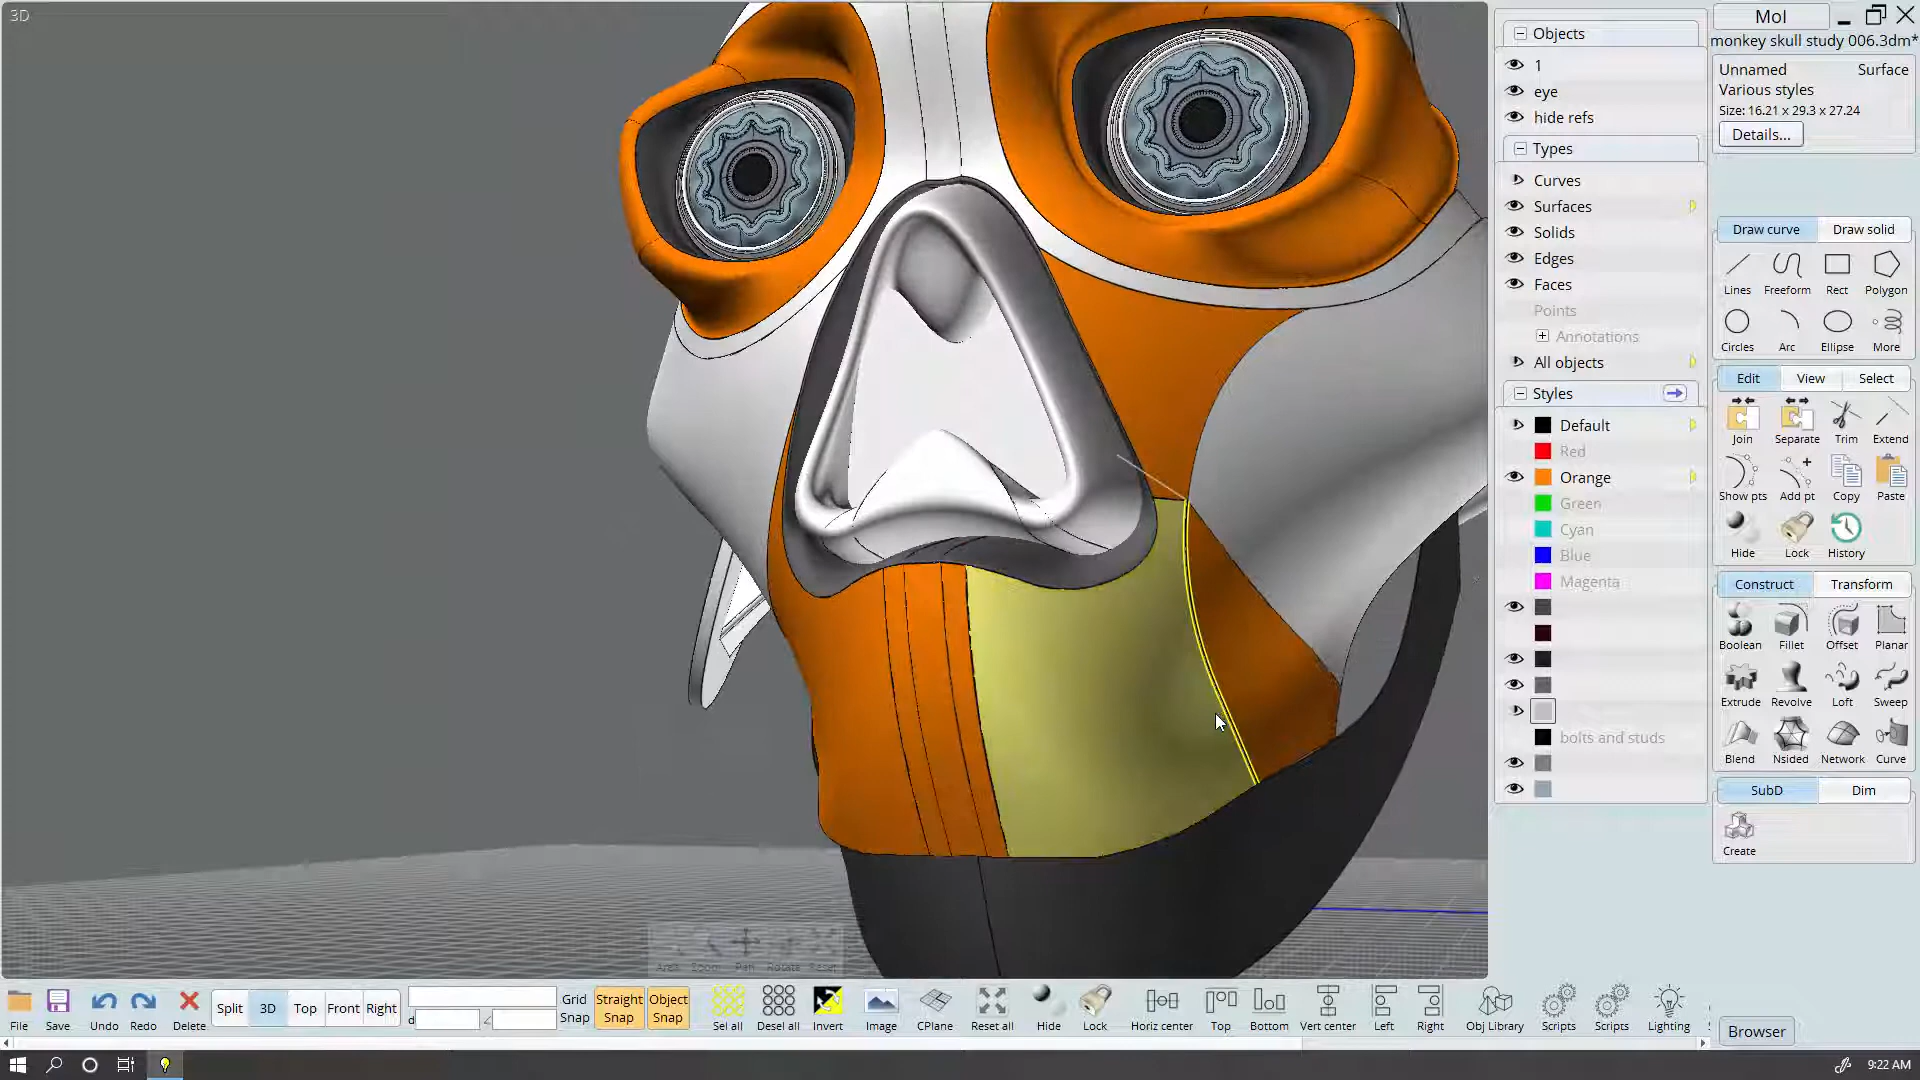 3D
MoI
monkey skull study 006.3dm*
Objects
1
eye
hide refs
Types
Curves
Surfaces
Solids
Edges
Faces
Points
Annotations
All objects
Styles
Default
Red
Orange
Green
Cyan
Blue
Magenta
bolts and studs
Unnamed Surface
Various styles
Size: 16.21 x 29.3 x 27.24
Details...
Draw curve Draw solid
Lines Freeform Rect Polygon
Circles Arc Ellipse More
Edit View Select
Join Separate Trim Extend
Show pts Add pt Copy Paste
Hide Lock History
Construct Transform
Boolean Fillet Offset Planar
Extrude Revolve Loft Sweep
Blend Nsided Network Curve
SubD Dim
Create
Area Zoom Pan Rotate Reset
File Save Undo Redo Delete
Split 3D Top Front Right
d
Grid Snap
Straight Snap
Object Snap
Sel all Desel all Invert Image CPlane Reset all Hide Lock Horiz center Top Bottom Vert center Left Right Obj Library Scripts Scripts Lighting
Browser
9:22 AM